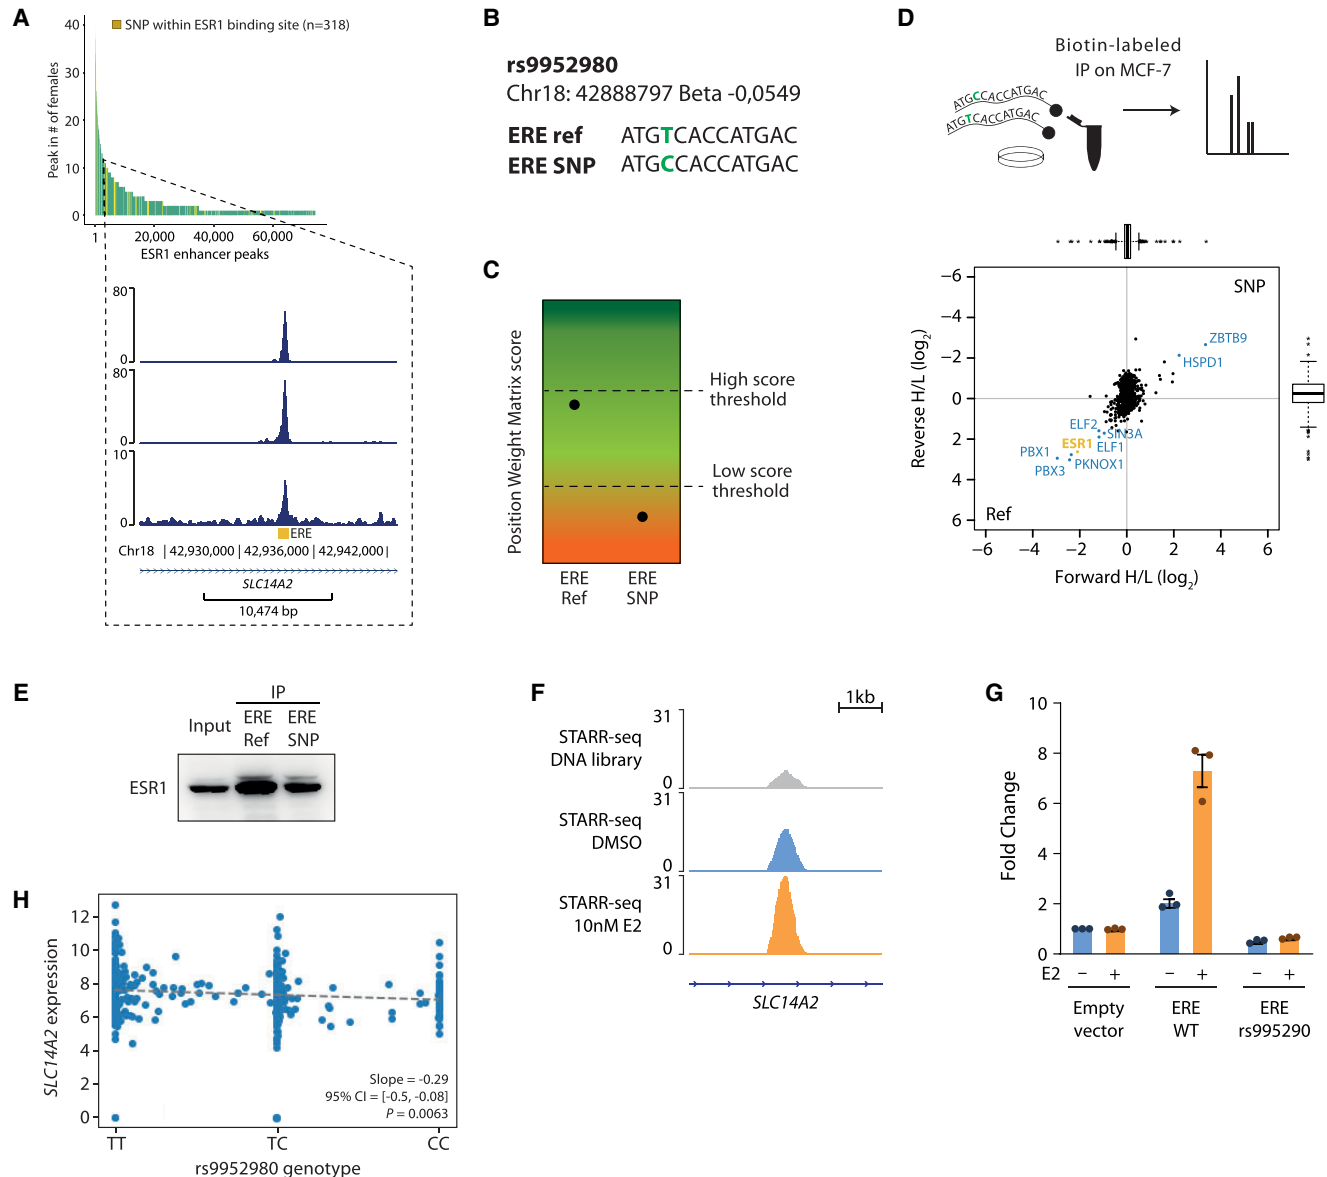 A
SNP within ESR1 binding site (n=318)
Peak in # of females
40
30
20
10
0
1 20,000 40,000 60,000
ESR1 enhancer peaks
80
0
80
0
10
0
ERE
Chr18 | 42,930,000 | 42,936,000 | 42,942,000 |
SLC14A2
10,474 bp
B
rs9952980
Chr18: 42888797 Beta -0,0549
ERE ref ATGTCACCATGAC
ERE SNP ATGCCACCATGAC
C
Position Weight Matrix score
High score
threshold
Low score
threshold
ERE
Ref
ERE
SNP
D
Biotin-labeled
IP on MCF-7
ATGCCACCATGAC
ATGTCACCATGAC
Reverse H/L (log2)
−6
−4
−2
0
2
4
6
SNP
ZBTB9
HSPD1
ELF2
SIN3A
ESR1
ELF1
PBX1
PKNOX1
PBX3
Ref
−6 −4 −2 0 2 4 6
Forward H/L (log2)
E
IP
Input
ERE
Ref
ERE
SNP
ESR1
F
1kb
STARR-seq
DNA library
31
0
STARR-seq
DMSO
31
0
STARR-seq
10nM E2
31
0
SLC14A2
G
Fold Change
10
8
6
4
2
0
E2 − + − + − +
Empty
vector
ERE
WT
ERE
rs995290
H
SLC14A2 expression
12
10
8
6
4
2
0
Slope = -0.29
95% CI = [-0.5, -0.08]
P = 0.0063
TT TC CC
rs9952980 genotype